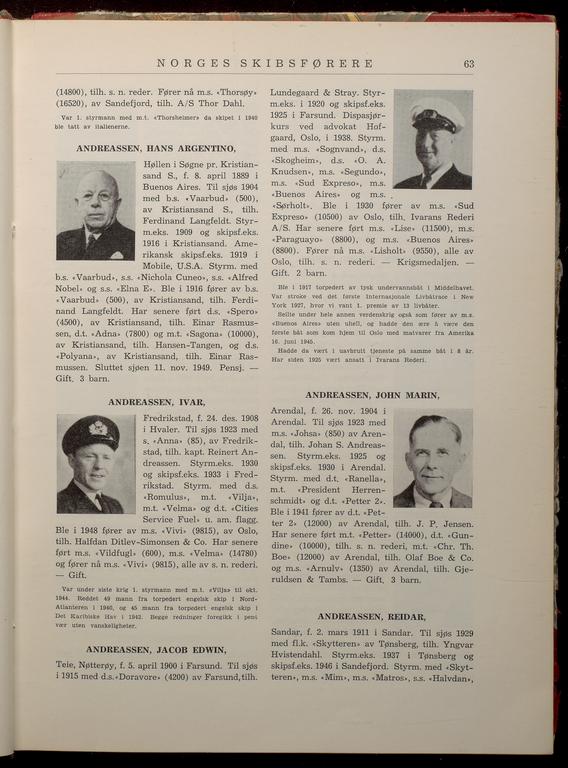 NORGES SKIBSFØRERE 63
(14800), tilh. s. n. reder. Fører nå m.s. «Thorsøy»
(16520), av Sandefjord, tilh. A/S Thor Dahl.
Var 1. styrmann med m.t. «Thorsheimer» da skipet i 1940
ble tatt av italienerne.
ANDREASSEN, HANS ARGENTINO,
Høllen i Søgne pr. Kristian-
sand S., f. 8. april 1889 i
Buenos Aires. Til sjøs 1904
med b.s. «Vaarbud» (500),
av Kristiansand S., tilh.
Ferdinand Langfeldt. Styr-
m.eks. 1909 og skipsf.eks.
1916 i Kristiansand. Ame-
rikansk skipsf.eks. 1919 i
Mobile, U.S.A. Styrm. med
b.s. «Vaarbud», s.s. «Nichola Cuneo», s.s. «Alfred
Nobel» og s.s. «Elna E». Ble i 1916 fører av b.s.
«Vaarbud» (500), av Kristiansand, tilh. Ferdi-
nand Langfeldt. Har senere ført d.s. «Spero»
(4500), av Kristiansand, tilh. Einar Rasmus-
sen, d.t. «Adna» (7800) og m.t. «Sagona» (10000),
av Kristiansand, tilh. Hansen-Tangen, og d.s.
«Polyana», av Kristiansand, tilh. Einar Ras-
mussen. Sluttet sjøen 11. nov. 1949. Pensj. —
Gift. 3 barn.
ANDREASSEN, IVAR,
Fredrikstad, f. 24. des. 1908
i Hvaler. Til sjøs 1923 med
s. «Anna» (85), av Fredrik-
stad, tilh. kapt. Reinert An-
dreassen. Styrm.eks. 1930
og skipsf.eks. 1933 i Fred-
rikstad. Styrm. med d.s.
«Romulus», m.t. «Vilja»,
m.t. «Velma» og d.t. «Cities
Service Fuel» u. am. flagg.
Ble i 1948 fører av m.s. «Vivi» (9815), av Oslo,
tilh. Halfdan Ditlev-Simonsen & Co. Har senere
ført m.s. «Vildfugl» (600), m.s. «Velma» (14780)
og fører nå m.s. «Vivi» (9815), alle av s. n. rederi.
— Gift.
Var under siste krig 1. styrmann med m.t. «Vilja» til okt.
1944. Reddet 49 mann fra torpedert engelsk skip i Nord-
Atlanteren i 1940, og 45 mann fra torpedert engelsk skip i
Det Karibiske Hav i 1942. Begge redninger foregikk i pent
vær uten vanskeligheter.
ANDREASSEN, JACOB EDWIN,
Teie, Nøtterøy, f. 5. april 1900 i Farsund. Til sjøs
i 1915 med d.s. «Doravore» (4200) av Farsund, tilh.
Lundegaard & Stray. Styr-
m.eks. i 1920 og skipsf.eks.
1925 i Farsund. Dispasjør-
kurs ved advokat Hof-
gaard, Oslo, i 1938. Styrm.
med m.s. «Sognvand», d.s.
«Skogheim», d.s. «O. A.
Knudsen», m.s. «Segundo»,
m.s. «Sud Expreso», m.s.
«Buenos Aires» og m.s.
«Sørholt». Ble i 1930 fører av m.s. «Sud
Expreso» (10500) av Oslo, tilh. Ivarans Rederi
A/S. Har senere ført m.s. «Lise» (11500), m.s.
«Paraguayo» (8800), og m.s. «Buenos Aires»
(8800). Fører nå m.s. «Lisholt» (9550), alle av
Oslo, tilh. s. n. rederi. — Krigsmedaljen. —
Gift. 2 barn.
Ble i 1917 torpedert av tysk undervannsbåt i Middelhavet.
Var stroke ved det første Internasjonale Livbåtrace i New
York 1927, hvor vi vant 1. premie av 13 livbåter.
Seilte under hele annen verdenskrig også som fører av m.s.
«Buenos Aires» uten uhell, og hadde den ære å være den
første båt som kom hjem til Oslo med matvarer fra Amerika
16. juni 1945.
Hadde da vært i uavbrutt tjeneste på samme båt i 8 år.
Har siden 1925 vært ansatt i Ivarans Rederi.
ANDREASSEN, JOHN MARIN,
Arendal, f. 26. nov. 1904 i
Arendal. Til sjøs 1923 med
m.s. «Johsa» (850) av Aren-
dal, tilh. Johan S. Andreas-
sen. Styrm.eks. 1925 og
skipsf.eks. 1930 i Arendal.
Styrm. med d.t. «Ranella»,
m.t. «President Herren-
schmidt» og d.t. «Petter 2».
Ble i 1941 fører av d.t. «Pet-
ter 2» (12000) av Arendal, tilh. J. P. Jensen.
Har senere ført m.t. «Petter» (14000), d.t. «Gun-
dine» (10000), tilh. s. n. rederi, m.t. «Chr. Th.
Boe» (12000) av Arendal, tilh. Olaf Boe & Co.
og m.s. «Arnulv» (1350) av Arendal, tilh. Gje-
ruldsen & Tambs. — Gift, 3 barn.
ANDREASSEN, REIDAR,
Sandar, f. 2. mars 1911 i Sandar. Til sjøs 1929
med fl.k. «Skytteren» av Tønsberg, tilh. Yngvar
Hvistendahl. Styrm.eks. 1937 i Tønsberg og
skipsf.eks. 1946 i Sandefjord. Styrm. med «Skyt-
teren», m.s. «Mim», m.s. «Matros», s.s. «Halvdan»,